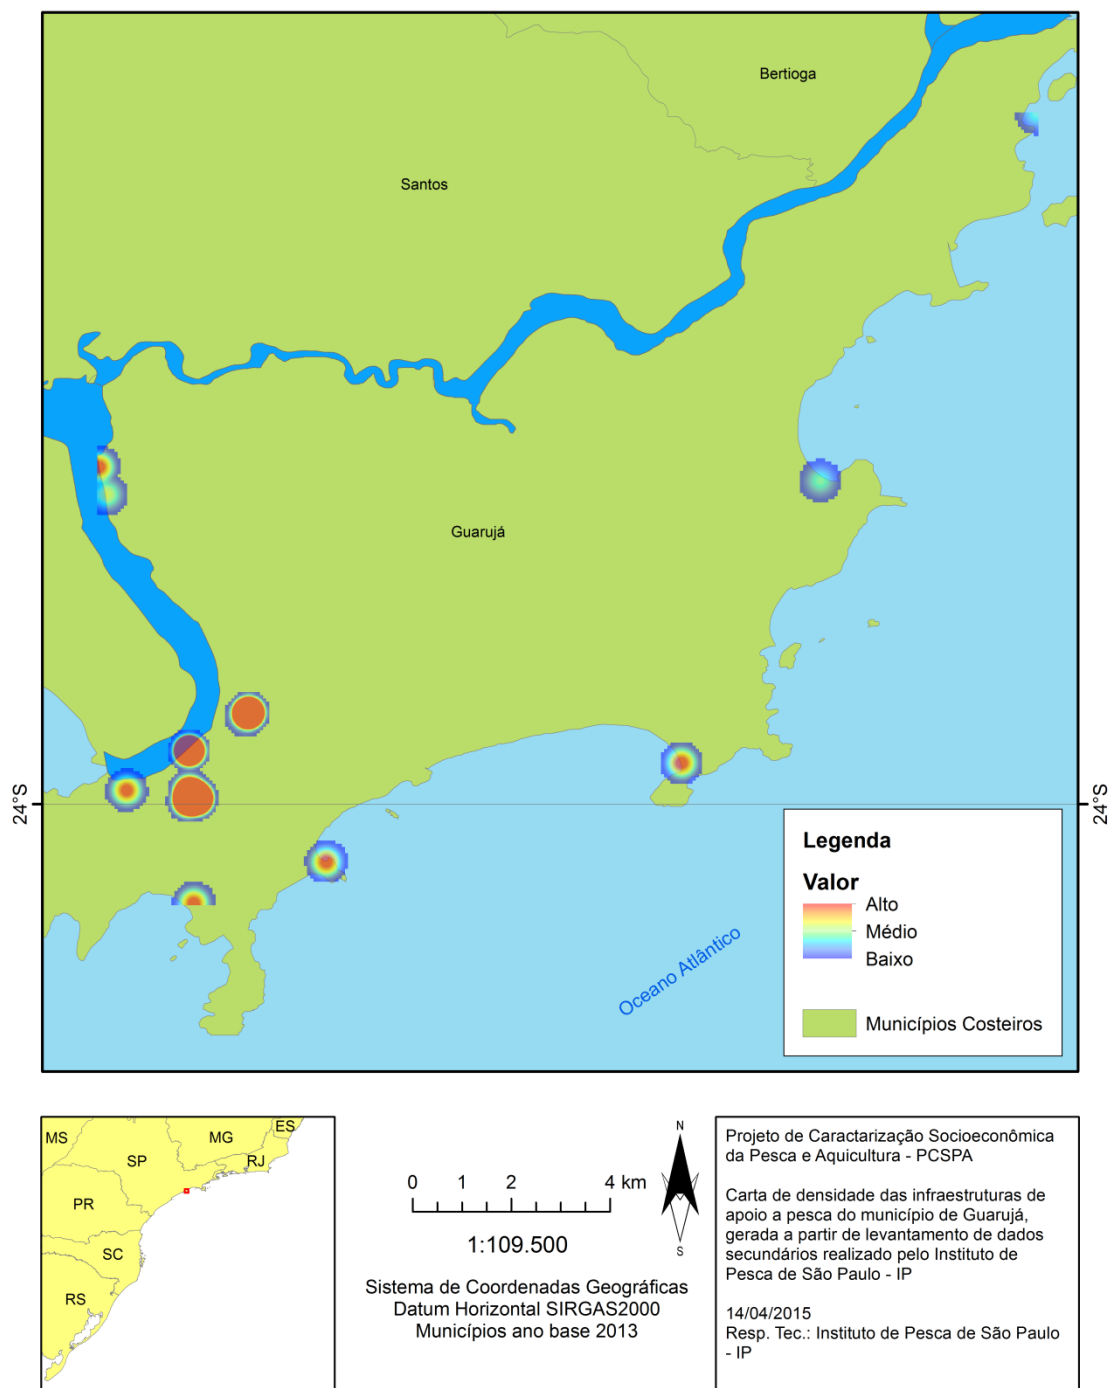 Bertioga
Santos
Guarujá
24°S
24°S
Oceano Atlântico
Legenda
Valor
Alto
Médio
Baixo
Municípios Costeiros
MS
SP
MG
ES
RJ
PR
SC
RS
0 1 2 4 km
1:109.500
Sistema de Coordenadas Geográficas
Datum Horizontal SIRGAS2000
Municípios ano base 2013
N
S
Projeto de Caractarização Socioeconômica
da Pesca e Aquicultura - PCSPA
Carta de densidade das infraestruturas de
apoio a pesca do município de Guarujá,
gerada a partir de levantamento de dados
secundários realizado pelo Instituto de
Pesca de São Paulo - IP
14/04/2015
Resp. Tec.: Instituto de Pesca de São Paulo
- IP